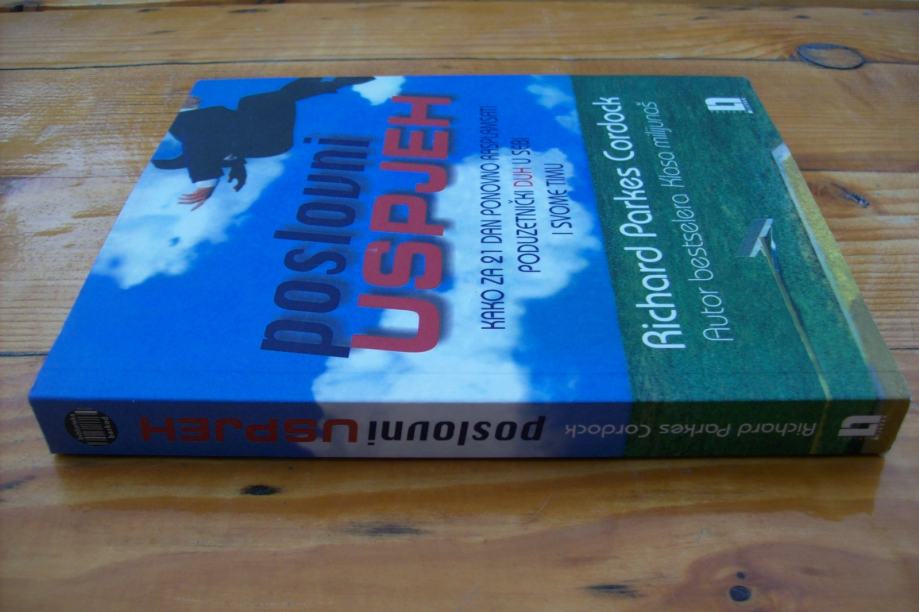 poslovni
USPJEH
KAKO ZA 21 DAN PONOVNO RASPLAMSATI
PODUZETNIČKI DUH U SEBI
I SVOME TIMU
Richard Parkes Cordock
Autor bestselera Klasa milijunaš
poslovni USPJEH
Richard Parkes Cordock